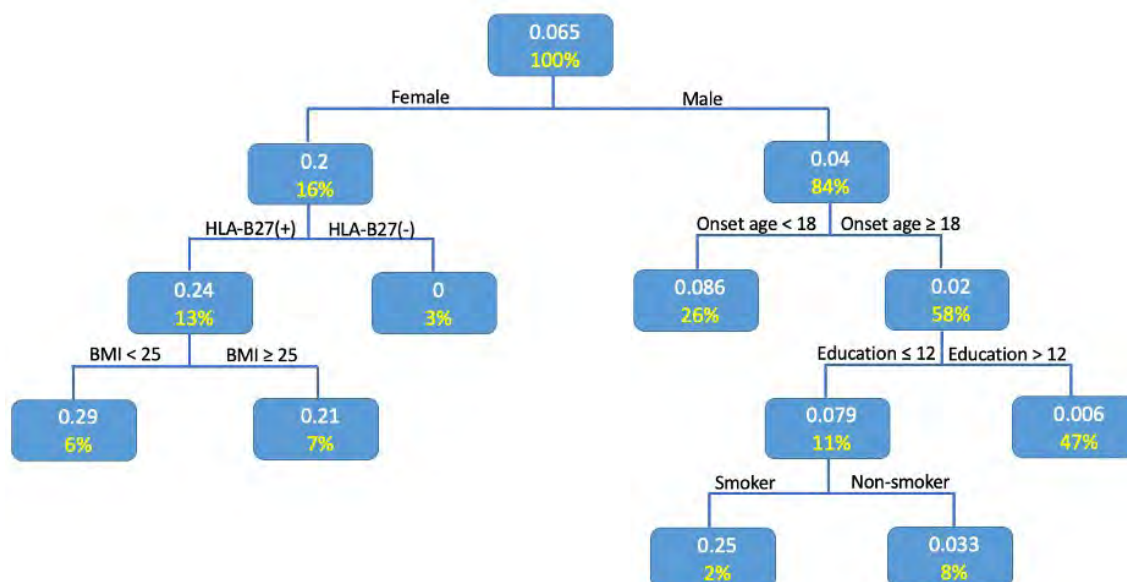 0.065
100%
Female
Male
0.2
16%
0.04
84%
HLA-B27(+)
HLA-B27(-)
Onset age < 18
Onset age ≥ 18
0.24
13%
0
3%
0.086
26%
0.02
58%
BMI < 25
BMI ≥ 25
Education ≤ 12
Education > 12
0.29
6%
0.21
7%
0.079
11%
0.006
47%
Smoker
Non-smoker
0.25
2%
0.033
8%